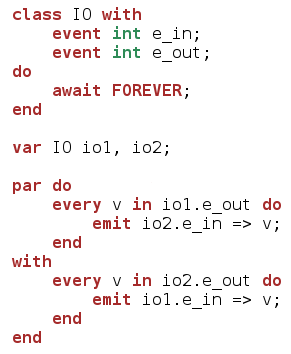 class IO with
    event int e_in;
    event int e_out;
do
    await FOREVER;
end

var IO io1, io2;

par do
    every v in io1.e_out do
        emit io2.e_in => v;
    end
with
    every v in io2.e_out do
        emit io1.e_in => v;
    end
end